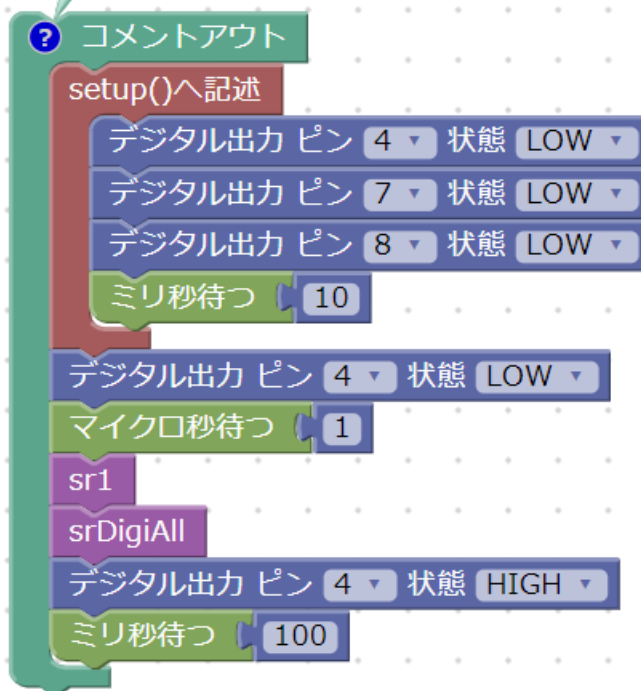 ? コメントアウト
setup()へ記述
デジタル出力 ピン 4 状態 LOW
デジタル出力 ピン 7 状態 LOW
デジタル出力 ピン 8 状態 LOW
ミリ秒待つ 10
デジタル出力 ピン 4 状態 LOW
マイクロ秒待つ 1
sr1
srDigiAll
デジタル出力 ピン 4 状態 HIGH
ミリ秒待つ 100